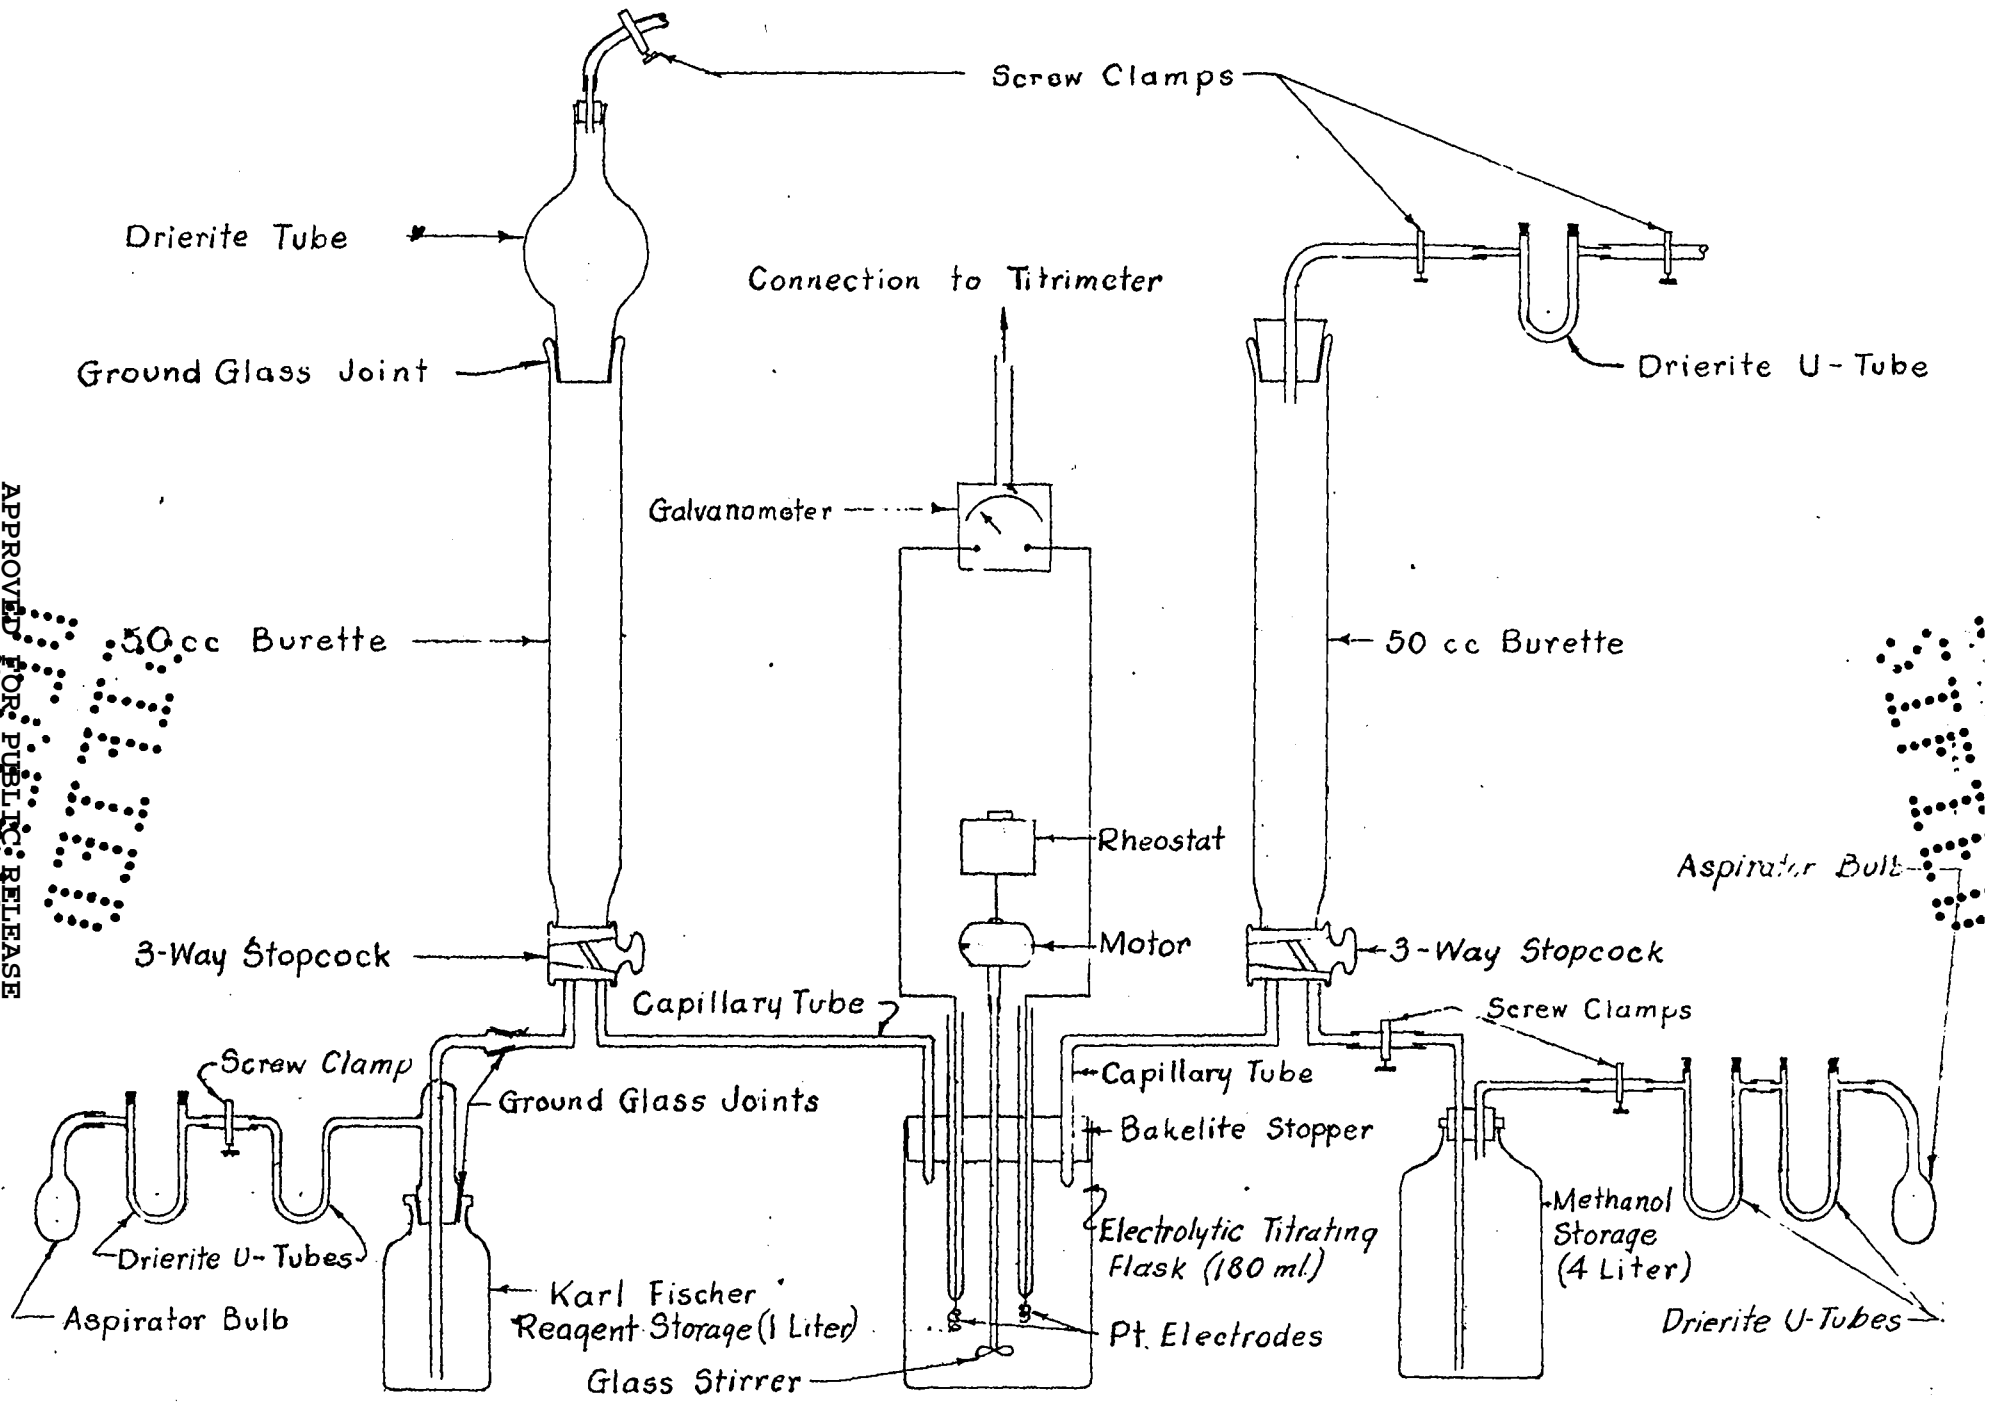 Screw Clamps
Drierite Tube
Connection to Titrimeter
Ground Glass Joint
Drierite U-Tube
Galvanometer
50 cc Burette
50 cc Burette
Rheostat
Aspirator Bulb
3-Way Stopcock
Motor
3-Way Stopcock
Capillary Tube
Screw Clamps
Screw Clamp
Capillary Tube
Ground Glass Joints
Bakelite Stopper
Methanol
Storage
(4 Liter)
Electrolytic Titrating
Flask (180 ml.)
Drierite U-Tubes
Karl Fischer
Reagent Storage (1 Liter)
Aspirator Bulb
Drierite U-Tubes
Pt. Electrodes
Glass Stirrer
APPROVED FOR PUBLIC RELEASE